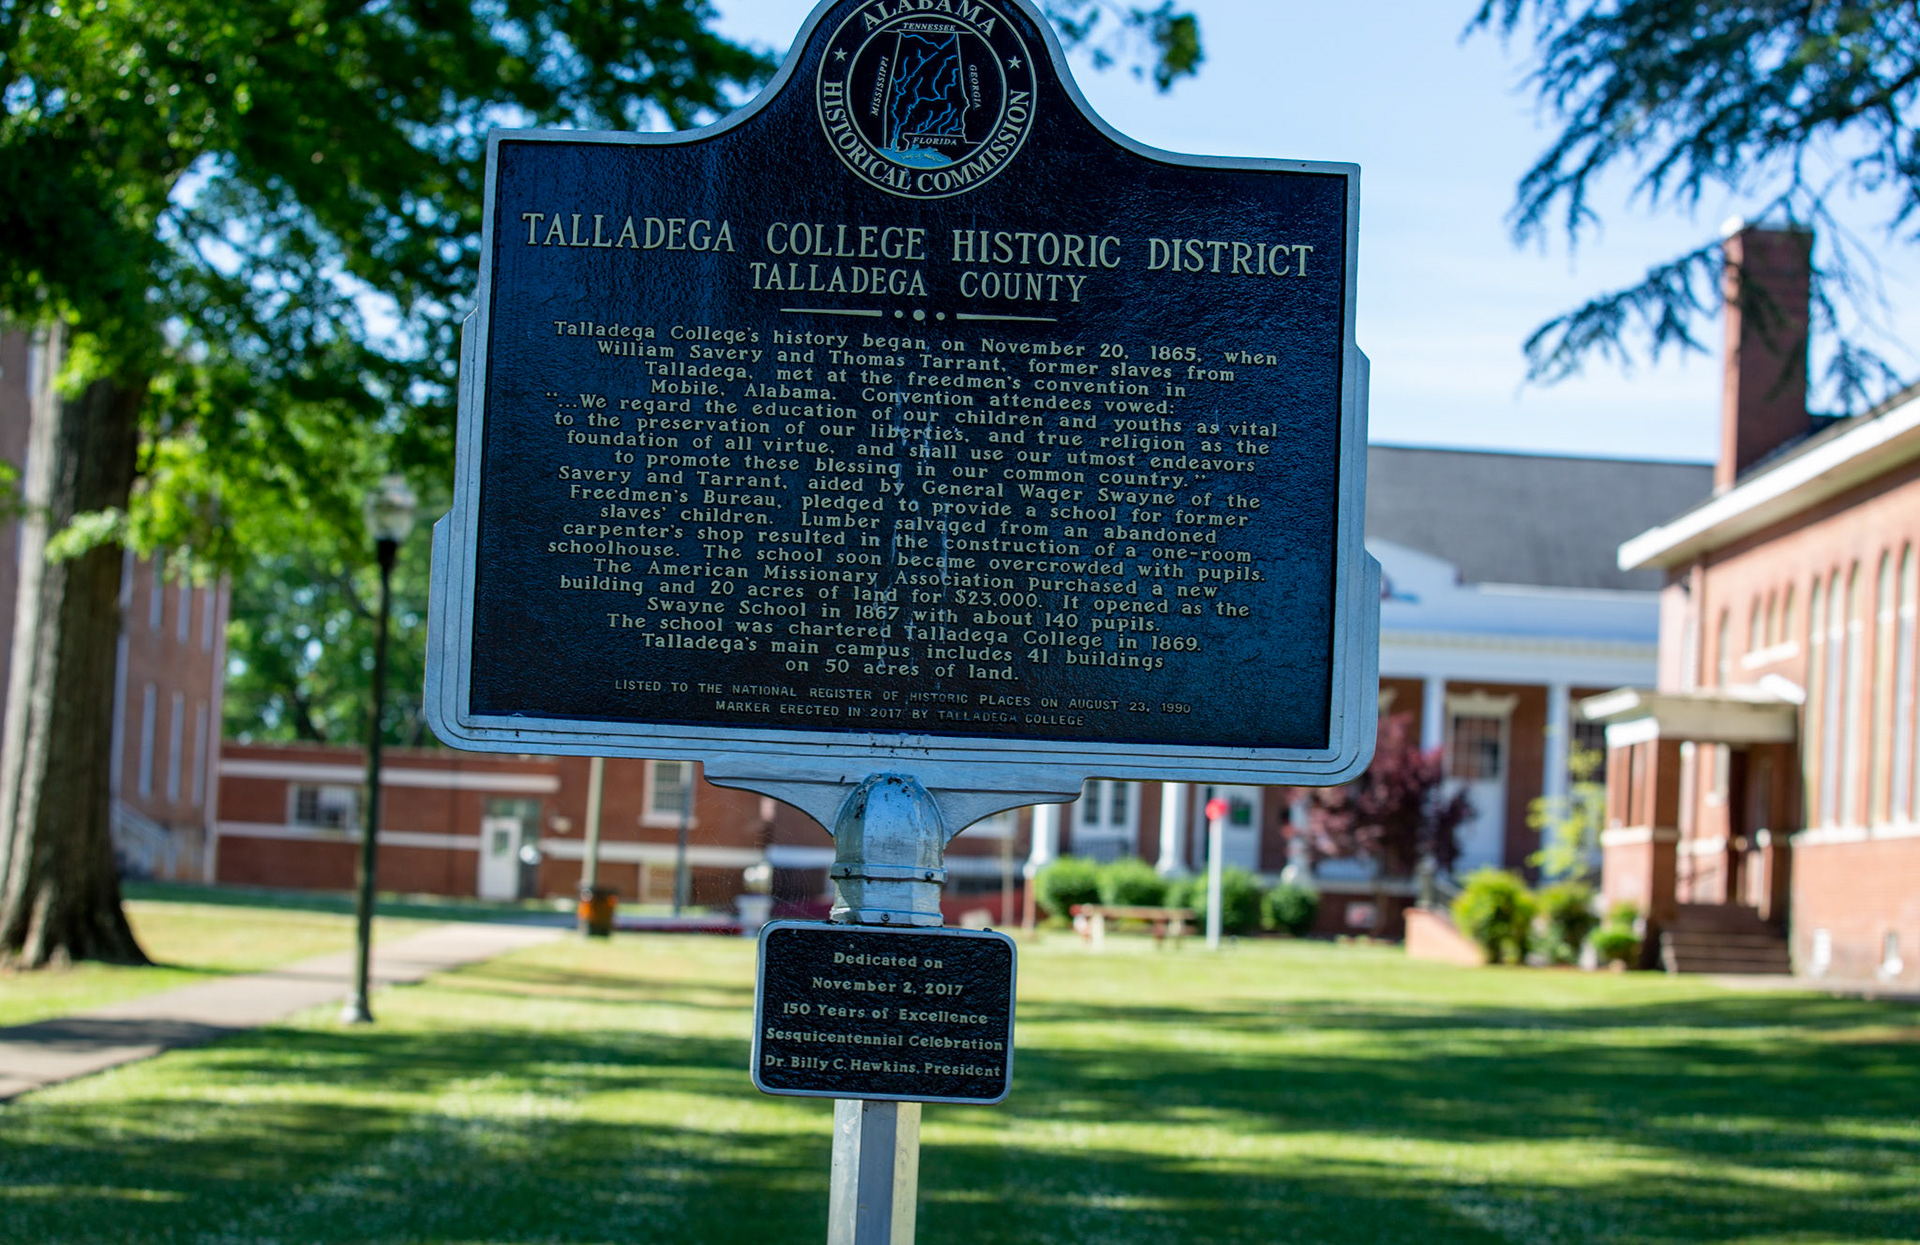 ALABAMA
HISTORICAL COMMISSION
TENNESSEE
MISSISSIPPI
GEORGIA
FLORIDA
TALLADEGA COLLEGE HISTORIC DISTRICT
TALLADEGA COUNTY
Talladega College's history began on November 20, 1865, when
William Savery and Thomas Tarrant, former slaves from
Talladega, met at the freedmen's convention in
Mobile, Alabama. Convention attendees vowed:
"...We regard the education of our children and youths as vital
to the preservation of our liberties, and true religion as the
foundation of all virtue, and shall use our utmost endeavors
to promote these blessing in our common country."
Savery and Tarrant, aided by General Wager Swayne of the
Freedmen's Bureau, pledged to provide a school for former
slaves' children. Lumber salvaged from an abandoned
carpenter's shop resulted in the construction of a one-room
schoolhouse. The school soon became overcrowded with pupils.
The American Missionary Association purchased a new
building and 20 acres of land for $23,000. It opened as the
Swayne School in 1867 with about 140 pupils.
The school was chartered Talladega College in 1869.
Talladega's main campus includes 41 buildings
on 50 acres of land.
LISTED TO THE NATIONAL REGISTER OF HISTORIC PLACES ON AUGUST 23, 1990
MARKER ERECTED IN 2017 BY TALLADEGA COLLEGE
Dedicated on
November 2, 2017
150 Years of Excellence
Sesquicentennial Celebration
Dr. Billy C. Hawkins, President